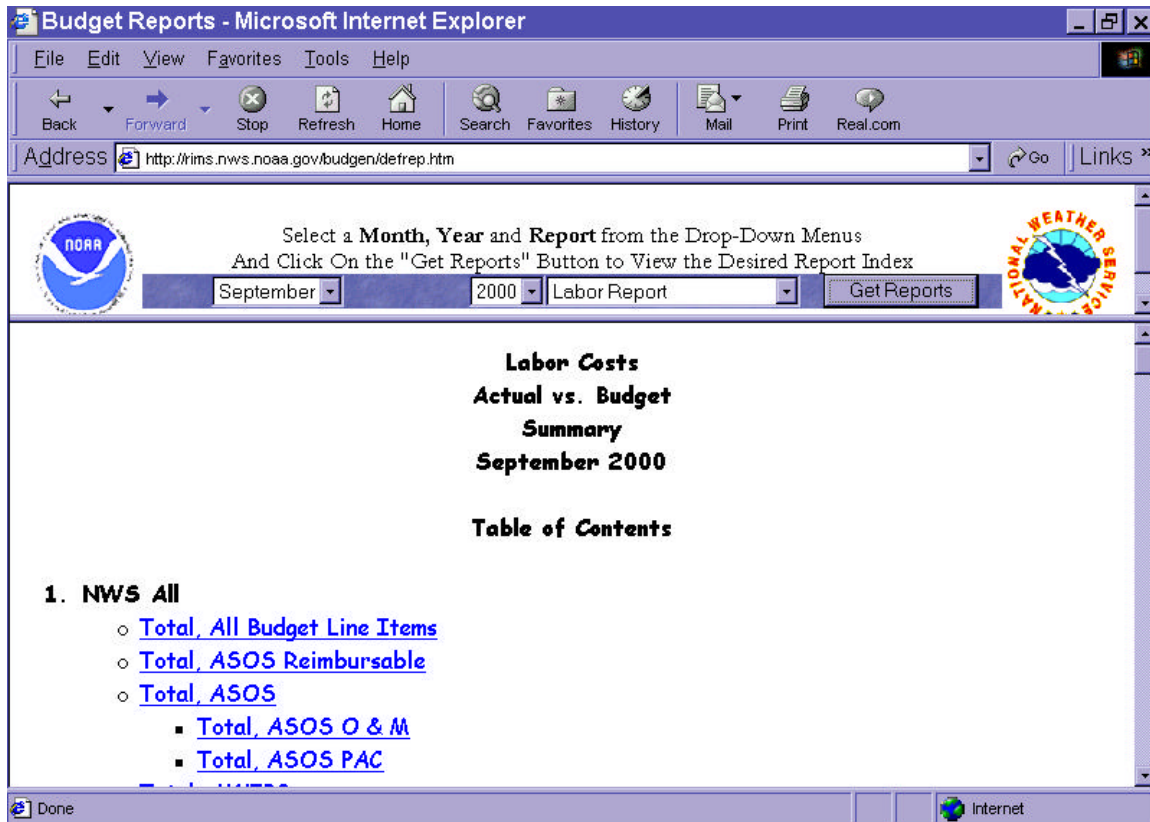 Budget Reports - Microsoft Internet Explorer
File Edit View Favorites Tools Help
Back Forward Stop Refresh Home Search Favorites History Mail Print Real.com
Address http://rims.nws.noaa.gov/budgen/defrep.htm Go Links »
NOAA
Select a Month, Year and Report from the Drop-Down Menus
And Click On the "Get Reports" Button to View the Desired Report Index
September 2000 Labor Report Get Reports
NATIONAL WEATHER SERVICE
Labor Costs
Actual vs. Budget
Summary
September 2000
Table of Contents
1. NWS All
Total, All Budget Line Items
Total, ASOS Reimbursable
Total, ASOS
Total, ASOS O & M
Total, ASOS PAC
Done Internet